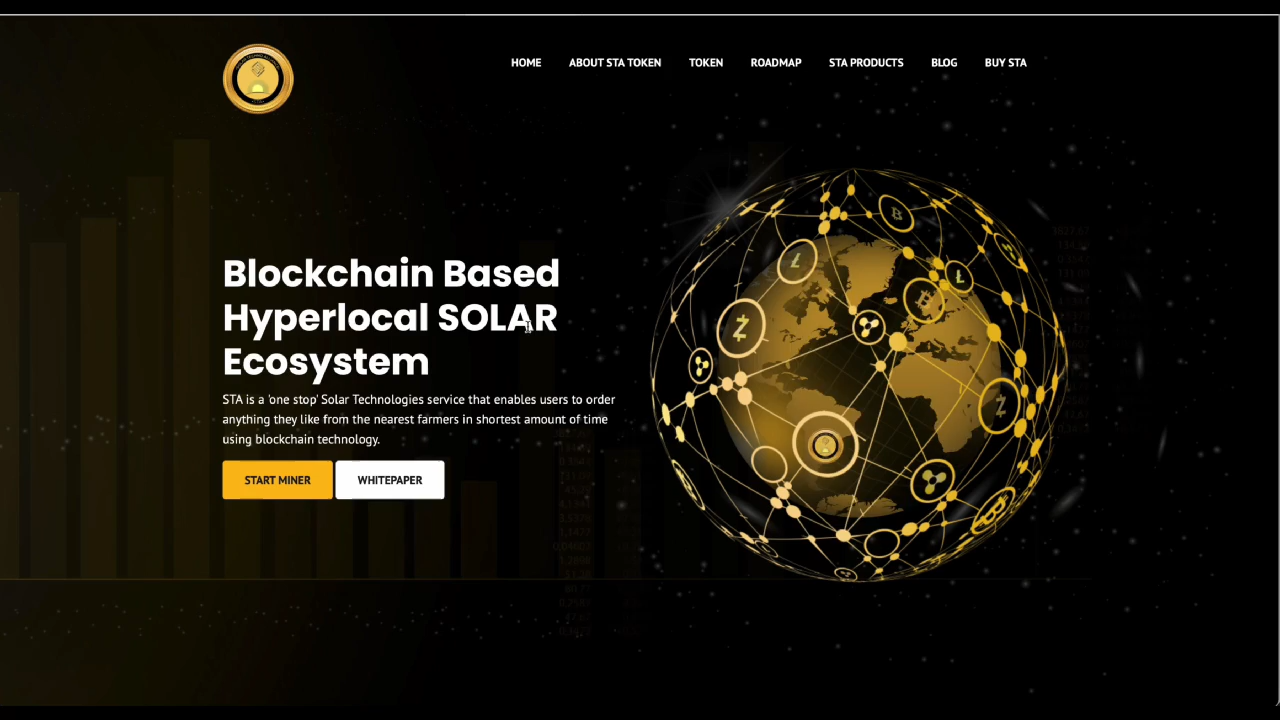 HOME ABOUT STA TOKEN TOKEN ROADMAP STA PRODUCTS BLOG BUY STA
Blockchain Based
Hyperlocal SOLAR
Ecosystem
STA is a 'one stop' Solar Technologies service that enables users to order
anything they like from the nearest farmers in shortest amount of time
using blockchain technology.
START MINER WHITEPAPER